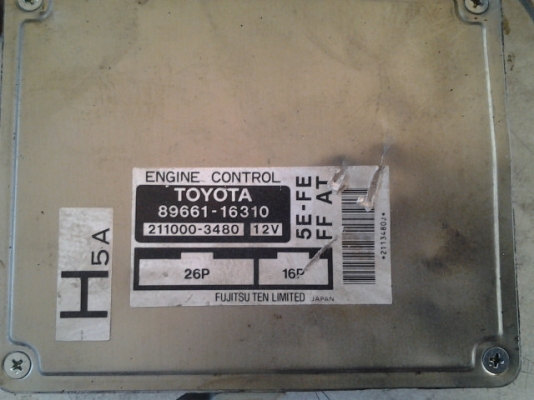 ENGINE CONTROL
TOYOTA
89661-16310
211000-3480 12V
5E-FE
FF AT
26P 16P
FUJITSU TEN LIMITED JAPAN
*2113480J*
H 5A